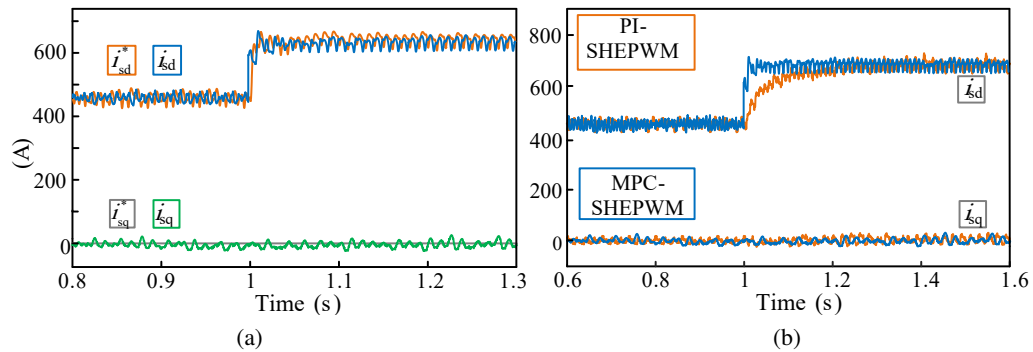 600
400
(A)
200
0
i*sd isd
i*sq isq
0.8 0.9 1 1.1 1.2 1.3
Time (s)
(a)
800
600
400
200
0
PI-
SHEPWM
isd
MPC-
SHEPWM
isq
0.6 0.8 1 1.2 1.4 1.6
Time (s)
(b)